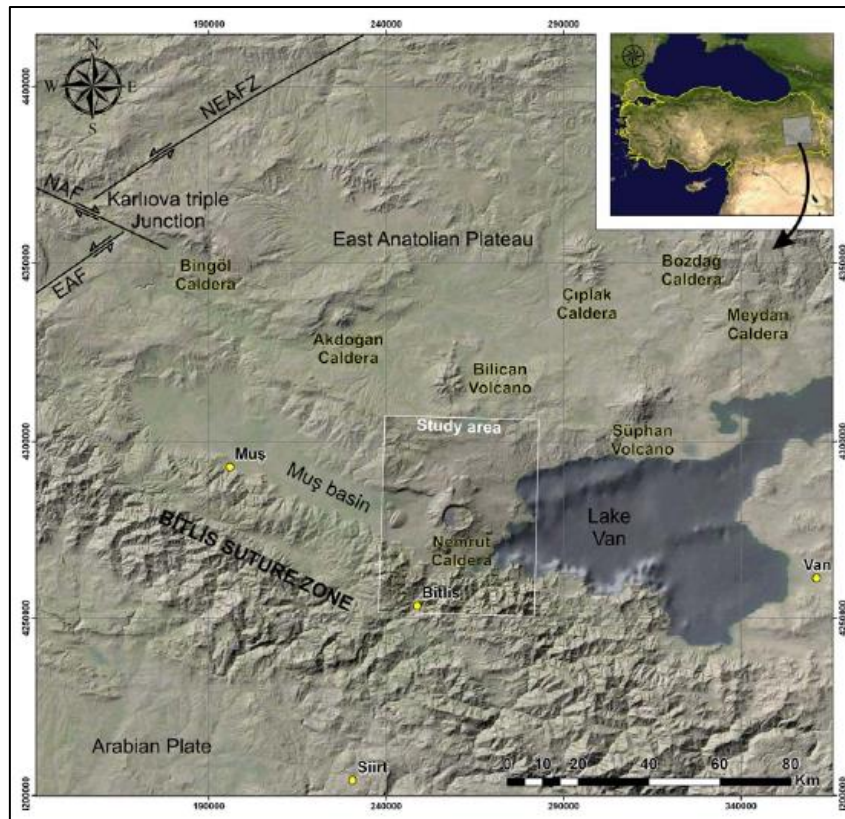 190000 240000 290000 340000
N
W E
S
NEAFZ
4400000
NAF
Karlıova triple
Junction
EAF
East Anatolian Plateau
4350000
Bingöl
Caldera
Bozdağ
Caldera
Çıplak
Caldera
Meydan
Caldera
Akdoğan
Caldera
Bilican
Volcano
Study area
Süphan
Volcano
Muş
Muş basin
Lake
Van
Nemrut
Caldera
BITLIS SUTURE ZONE
Van
Bitlis
4250000
Arabian Plate
Siirt
0 10 20 40 60 80
Km
190000 240000 290000 340000